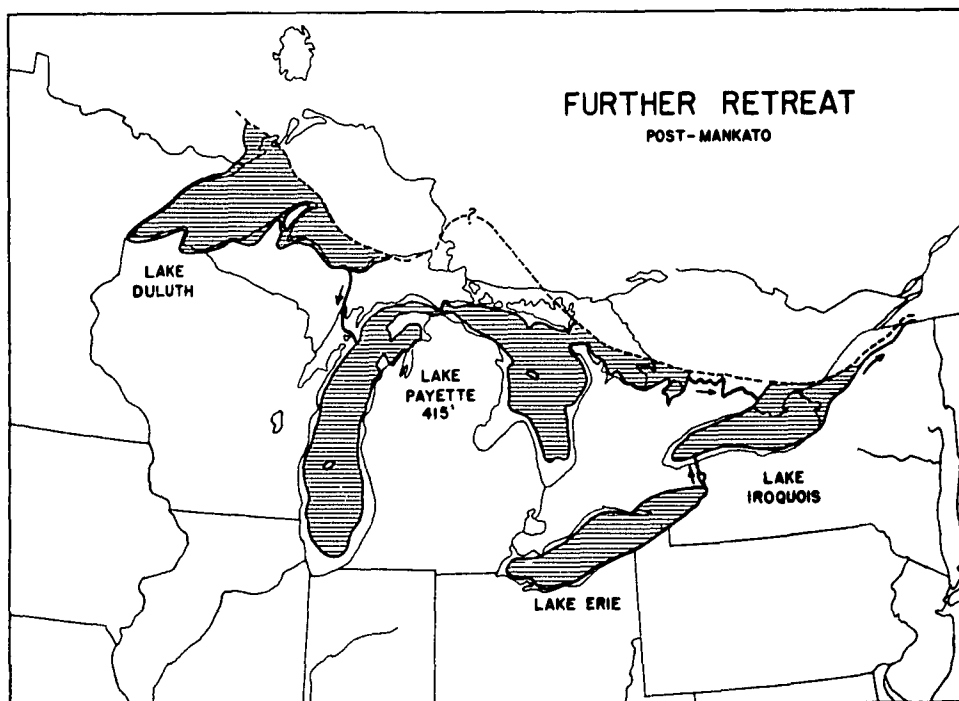 FURTHER RETREAT
POST-MANKATO
?
LAKE
DULUTH
LAKE
PAYETTE
415'
LAKE
IROQUOIS
LAKE ERIE